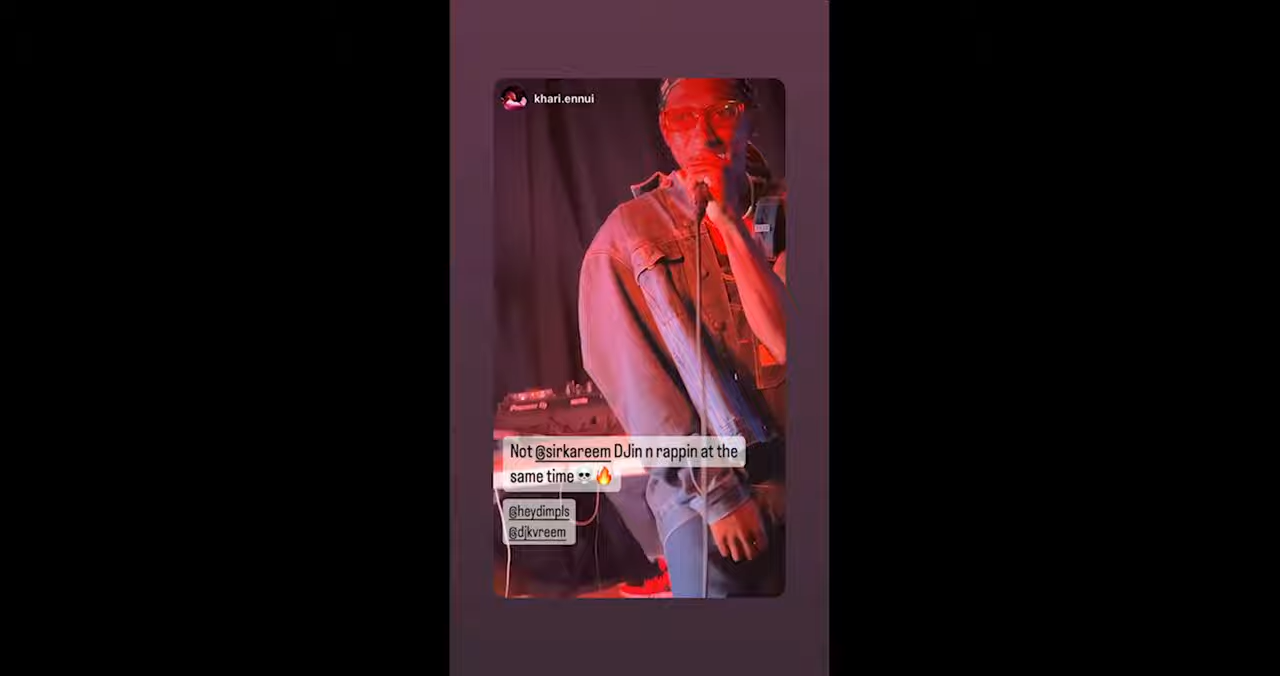 khari.ennui
Not @sirkareem DJin n rappin at the
same time💀🔥
@heydimpls
@djkvreem